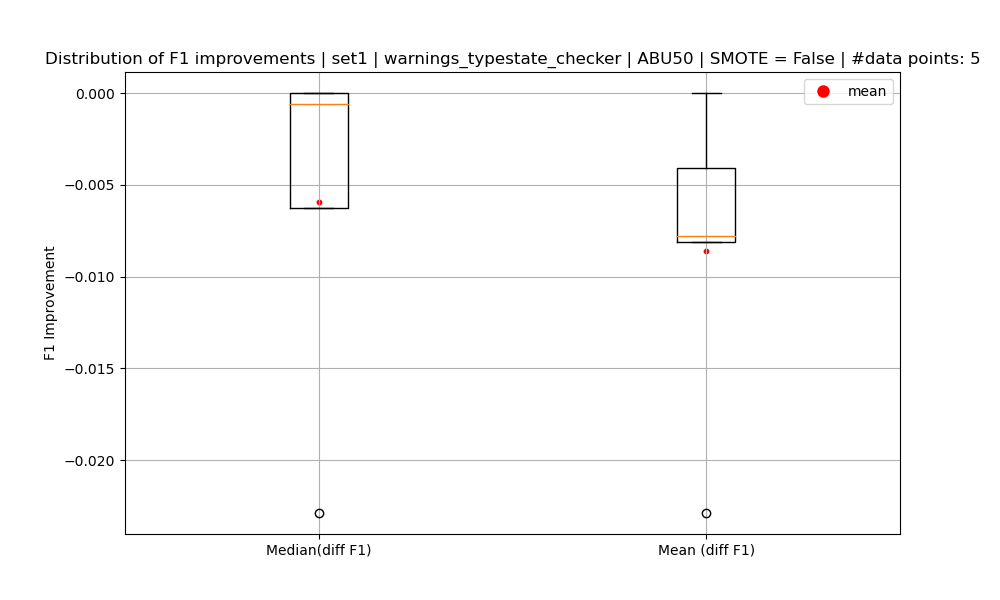 Distribution of F1 improvements | set1 | warnings_typestate_checker | ABU50 | SMOTE = False | #data points: 5
mean
0.000
−0.005
−0.010
−0.015
−0.020
F1 Improvement
Median(diff F1)
Mean (diff F1)